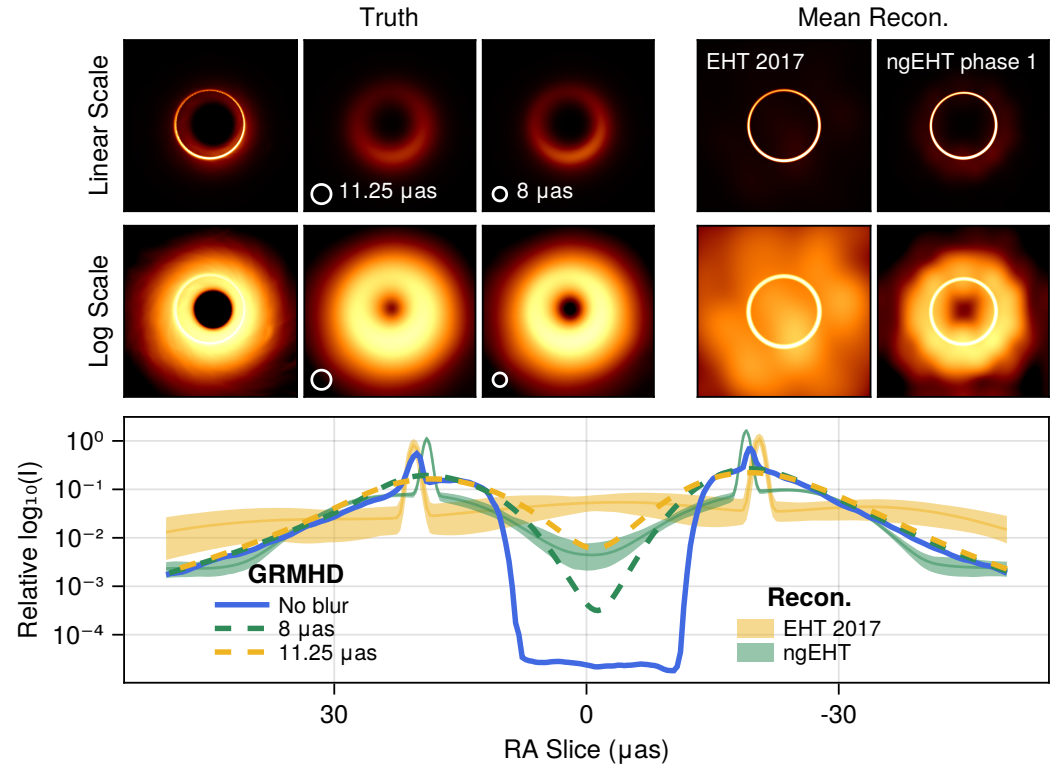 Truth
Mean Recon.
Linear Scale
EHT 2017
ngEHT phase 1
11.25 μas
8 μas
Log Scale
Relative log₁₀(I)
10⁰
10⁻¹
10⁻²
10⁻³
10⁻⁴
GRMHD
No blur
8 μas
11.25 μas
Recon.
EHT 2017
ngEHT
30
0
-30
RA Slice (μas)